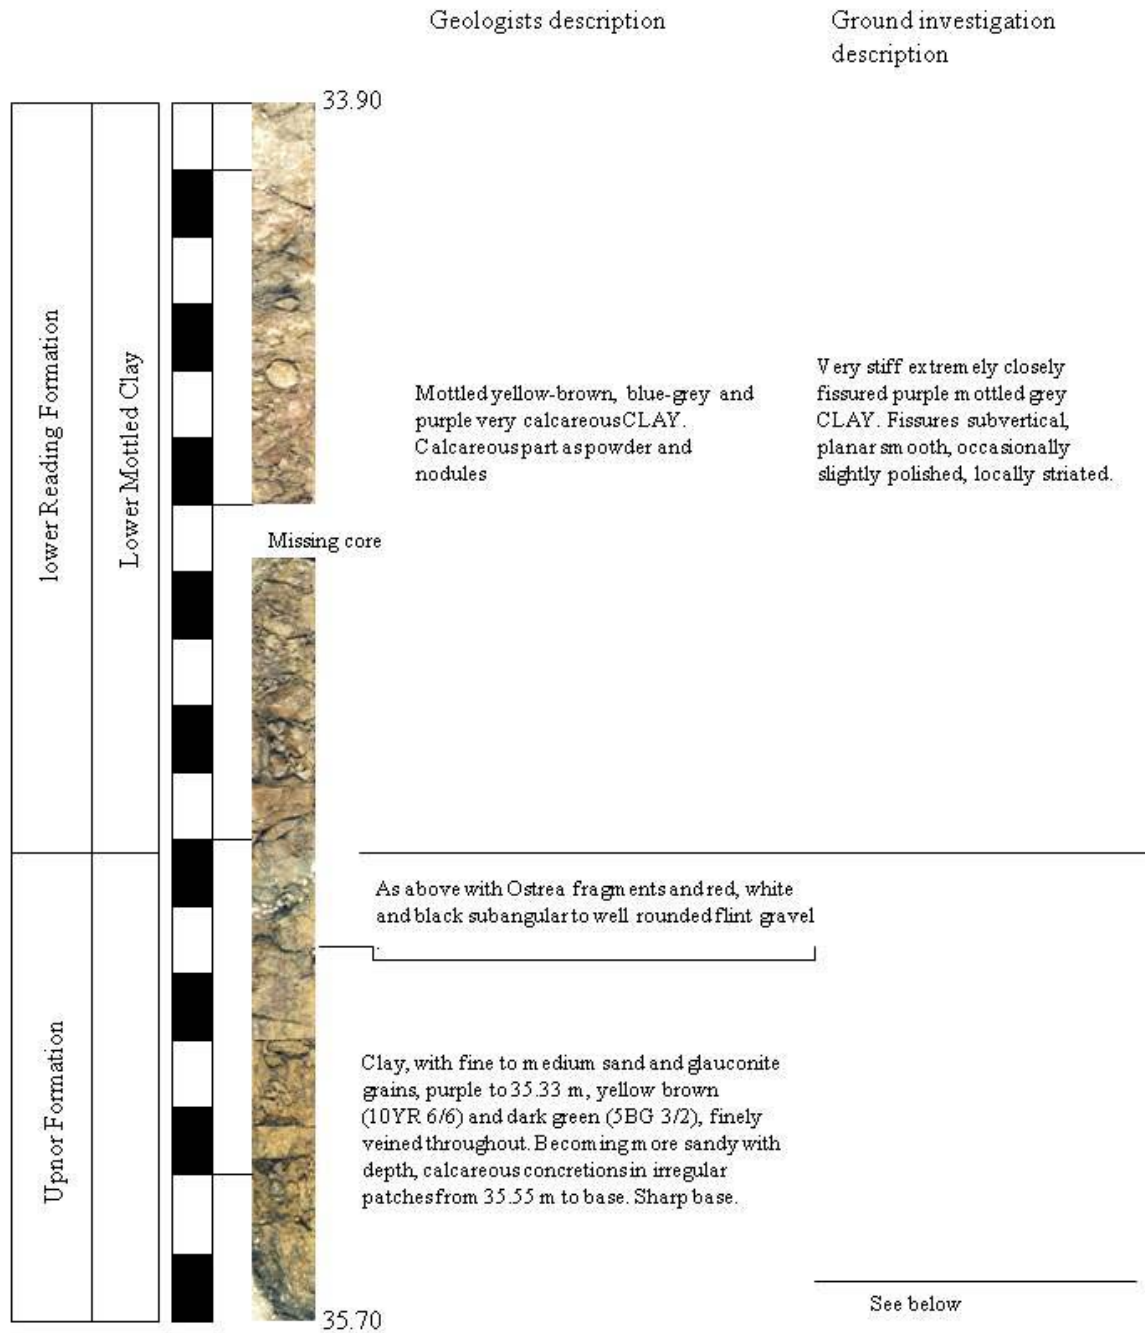 Geologists description
Ground investigation
description
33.90
lower Reading Formation
Lower Mottled Clay
Mottled yellow-brown, blue-grey and
purple very calcareous CLAY.
Calcareous part as powder and
nodules
Very stiff extremely closely
fissured purple mottled grey
CLAY. Fissures subvertical,
planar smooth, occasionally
slightly polished, locally striated.
Missing core
As above with Ostrea fragments and red, white
and black subangular to well rounded flint gravel
.
Upnor Formation
Clay, with fine to medium sand and glauconite
grains, purple to 35.33 m, yellow brown
(10YR 6/6) and dark green (5BG 3/2), finely
veined throughout. Becoming more sandy with
depth, calcareous concretions in irregular
patches from 35.55 m to base. Sharp base.
See below
35.70